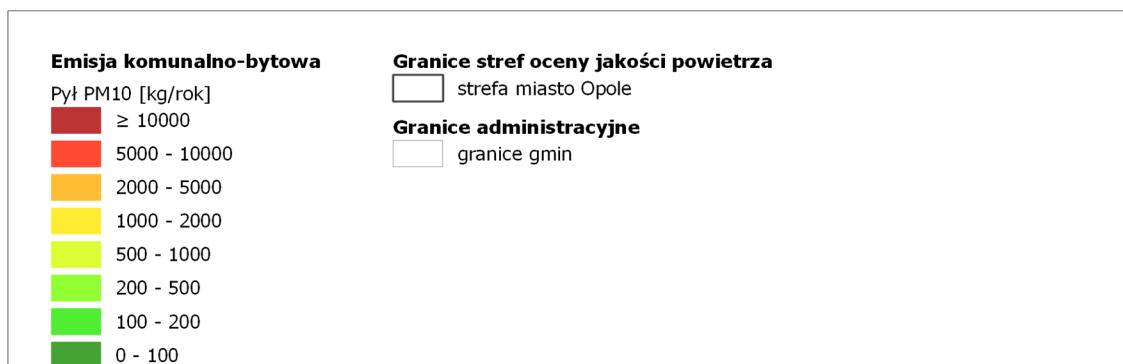 Emisja komunalno-bytowa
Pył PM10 [kg/rok]
≥ 10000
5000 - 10000
2000 - 5000
1000 - 2000
500 - 1000
200 - 500
100 - 200
0 - 100
Granice stref oceny jakości powietrza
strefa miasto Opole
Granice administracyjne
granice gmin